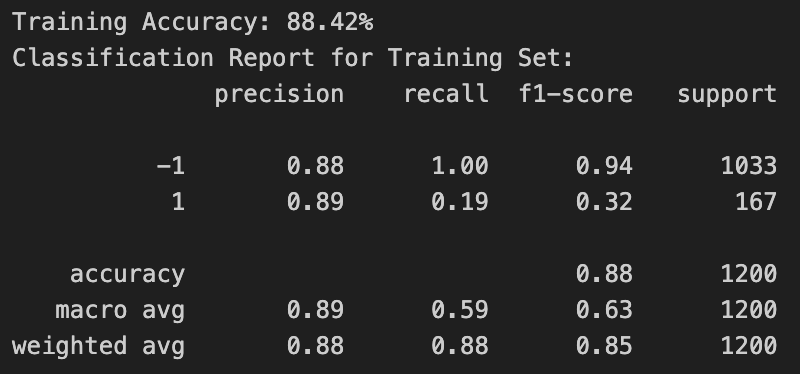 Training Accuracy: 88.42%
Classification Report for Training Set:
precision recall f1-score support
-1 0.88 1.00 0.94 1033
1 0.89 0.19 0.32 167
accuracy 0.88 1200
macro avg 0.89 0.59 0.63 1200
weighted avg 0.88 0.88 0.85 1200